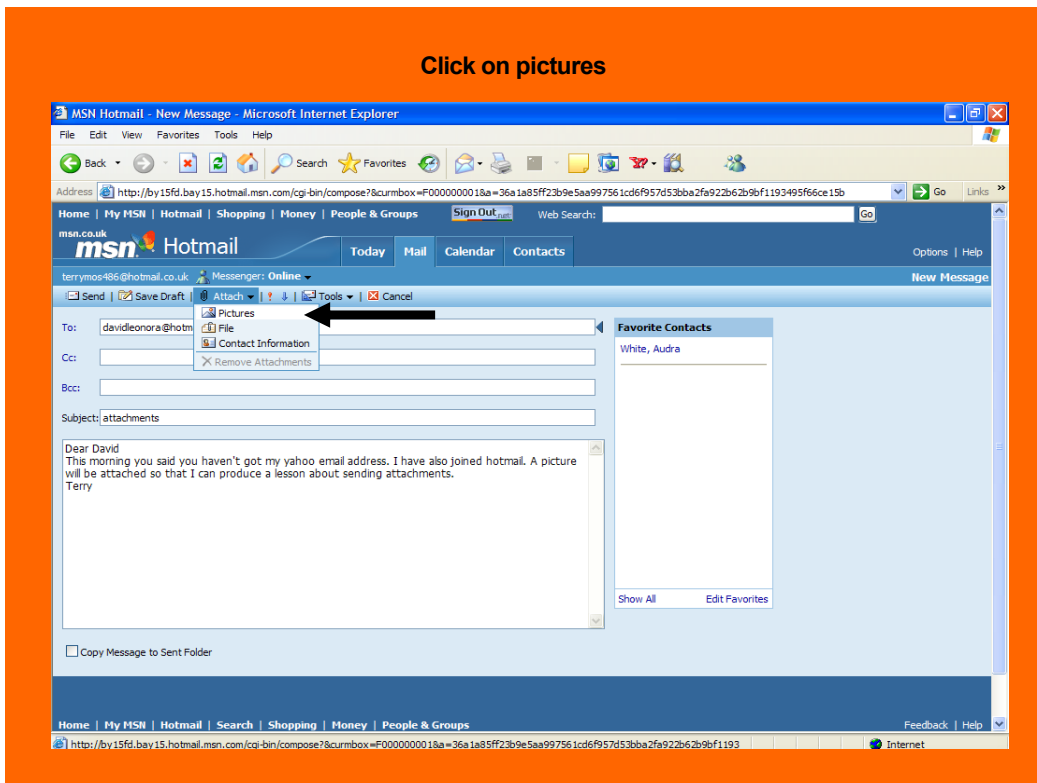 Click on pictures
MSN Hotmail - New Message - Microsoft Internet Explorer
File Edit View Favorites Tools Help
Back Search Favorites
Address http://by15fd.bay15.hotmail.msn.com/cgi-bin/compose?&curmbox=F000000001&a=36a1a85ff23b9e5aa997561cd6f957d53bba2fa922b62b9bf1193495f66ce15b Go Links »
Home | My MSN | Hotmail | Shopping | Money | People & Groups Sign Out.net Web Search: Go
msn.co.uk
msn Hotmail Today Mail Calendar Contacts Options | Help
terrymos486@hotmail.co.uk Messenger: Online New Message
Send | Save Draft | Attach | ! | Tools | Cancel
Pictures
To: davidleonora@hotm File Favorite Contacts
Contact Information
White, Audra
Cc:
Remove Attachments
Bcc:
Subject: attachments
Dear David
This morning you said you haven't got my yahoo email address. I have also joined hotmail. A picture
will be attached so that I can produce a lesson about sending attachments.
Terry
Show All Edit Favorites
Copy Message to Sent Folder
Home | My MSN | Hotmail | Search | Shopping | Money | People & Groups Feedback | Help
http://by15fd.bay15.hotmail.msn.com/cgi-bin/compose?&curmbox=F000000001&a=36a1a85ff23b9e5aa997561cd6f957d53bba2fa922b62b9bf1193 Internet